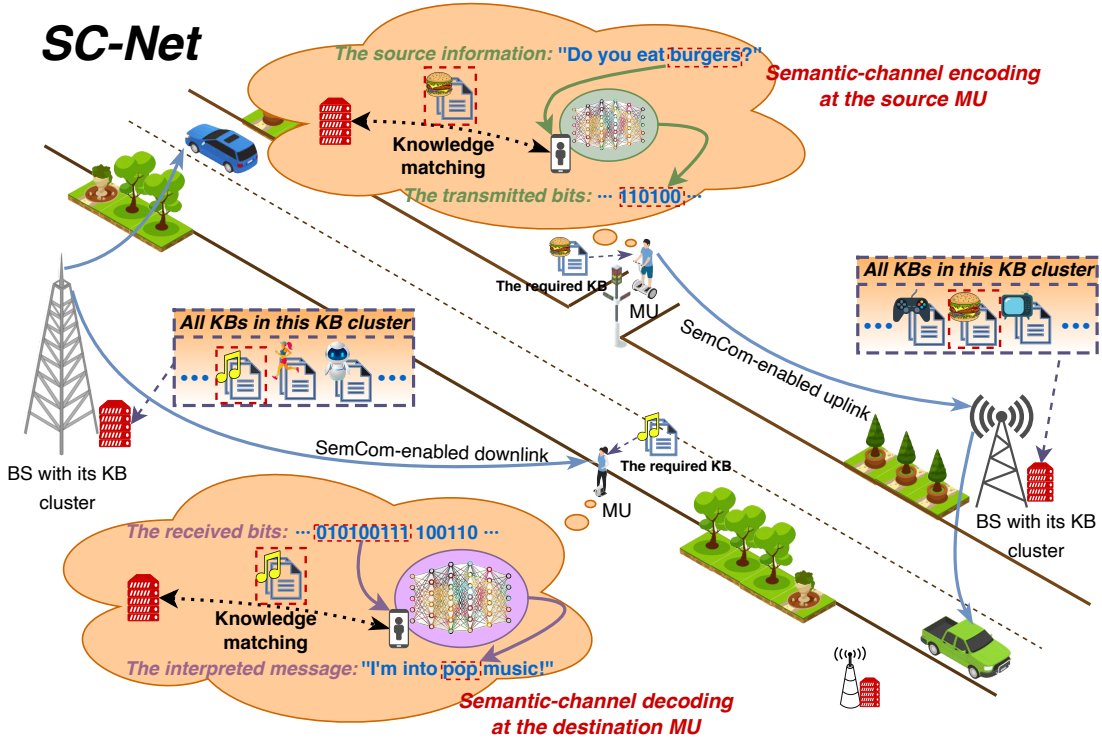 SC-Net
The source information: "Do you eat burgers?"
Semantic-channel encoding
at the source MU
Knowledge
matching
The transmitted bits: ··· 110100 ···
The required KB
MU
All KBs in this KB cluster
···
···
SemCom-enabled uplink
All KBs in this KB cluster
···
···
BS with its KB
cluster
SemCom-enabled downlink
The required KB
MU
BS with its KB
cluster
The received bits: ··· 010100111 100110 ···
Knowledge
matching
The interpreted message: "I'm into pop music!"
Semantic-channel decoding
at the destination MU